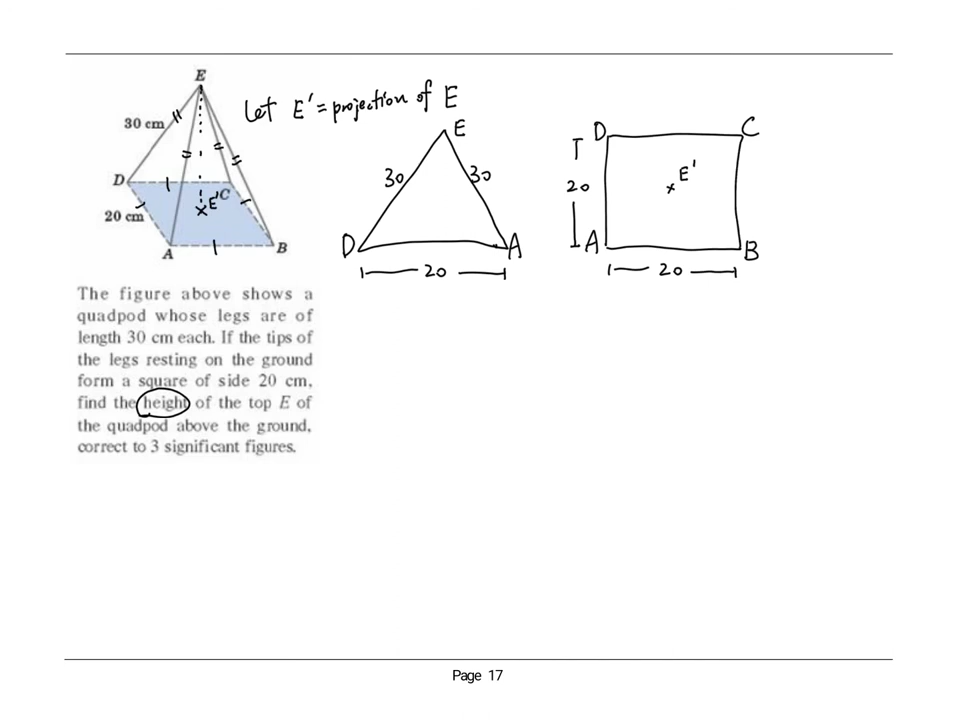 E
30 cm
D
E'
C
20 cm
A
B
Let E' = projection of E
E
30
30
D
A
20
D
C
E'
20
A
B
20
The figure above shows a
quadpod whose legs are of
length 30 cm each. If the tips of
the legs resting on the ground
form a square of side 20 cm,
find the height of the top E of
the quadpod above the ground,
correct to 3 significant figures.
Page 17